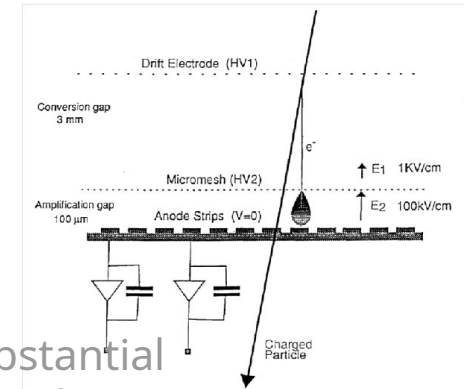 Drift Electrode (HV1)
Conversion gap
3 mm
e-
E1 1KV/cm
Micromesh (HV2)
Amplification gap
100 µm
Anode Strips (V=0)
E2 100kV/cm
Charged
Particle